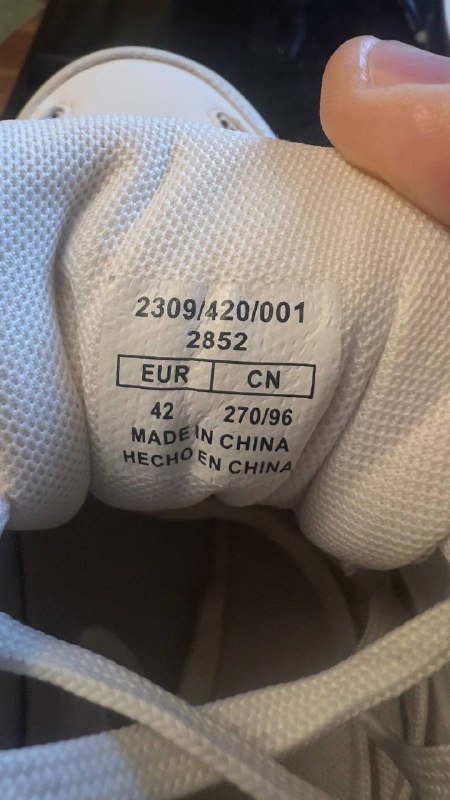 2309/420/001
2852
EUR CN
42 270/96
MADE IN CHINA
HECHO EN CHINA